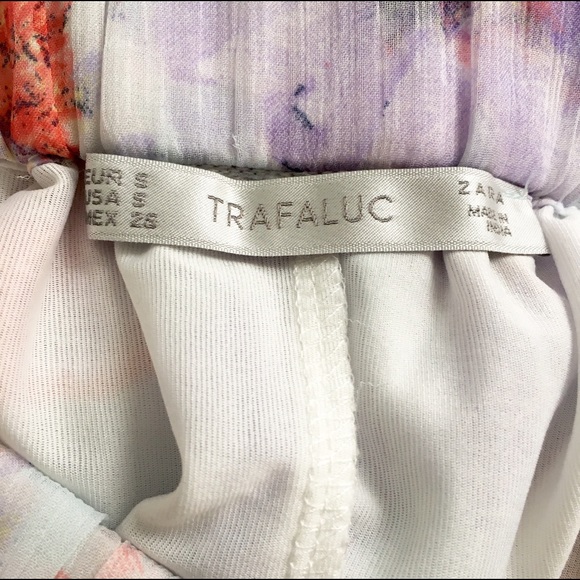 EUR S
USA S
MEX 26
TRAFALUC
ZARA
MADE IN
INDIA